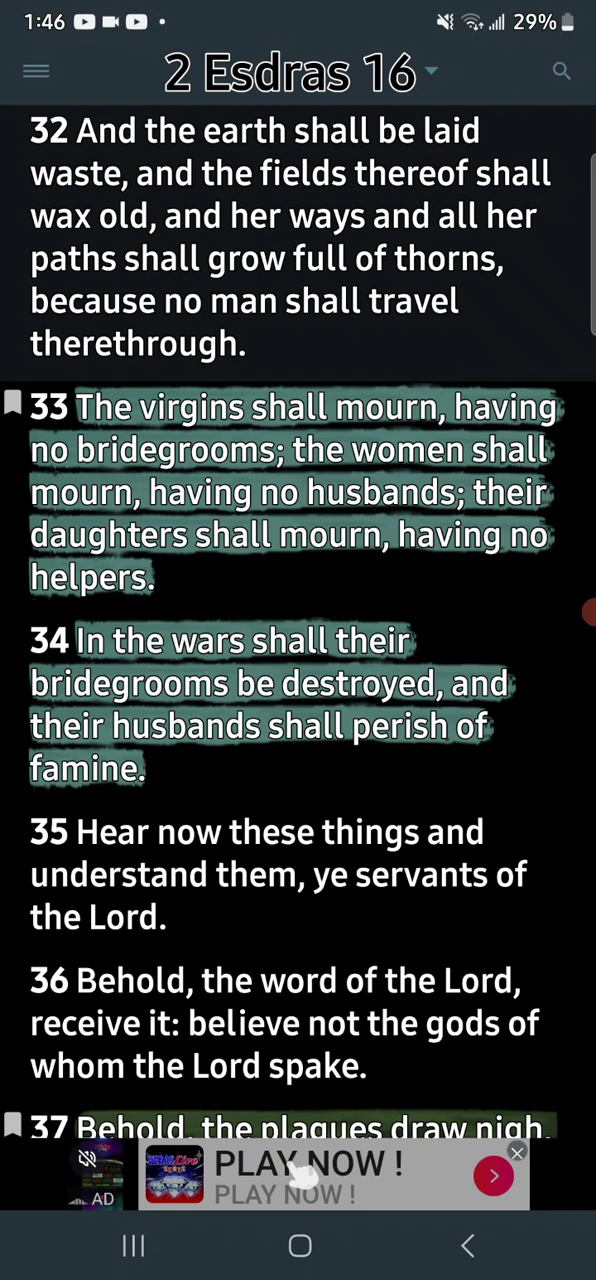 1:46 29%
2 Esdras 16
32 And the earth shall be laid
waste, and the fields thereof shall
wax old, and her ways and all her
paths shall grow full of thorns,
because no man shall travel
therethrough.
33 The virgins shall mourn, having
no bridegrooms; the women shall
mourn, having no husbands; their
daughters shall mourn, having no
helpers.
34 In the wars shall their
bridegrooms be destroyed, and
their husbands shall perish of
famine.
35 Hear now these things and
understand them, ye servants of
the Lord.
36 Behold, the word of the Lord,
receive it: believe not the gods of
whom the Lord spake.
37 Behold, the plagues draw nigh,
PLAY NOW !
PLAY NOW !
AD